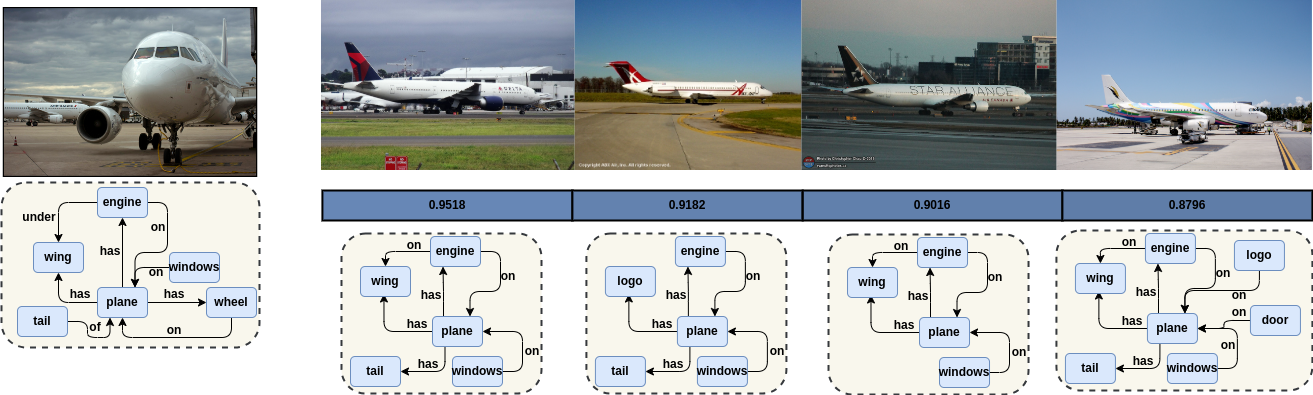 DELTA
STAR ALLIANCE
AIR CANADA
0.9518
0.9182
0.9016
0.8796
engine
under
on
has
wing
on
windows
has
plane
has
wheel
tail
of
on
on
engine
wing
on
has
has
plane
has
on
tail
windows
engine
logo
on
has
has
plane
has
on
tail
windows
on
engine
wing
on
has
has
plane
on
windows
on
engine
logo
wing
on
has
on
has
plane
on
door
has
on
tail
windows